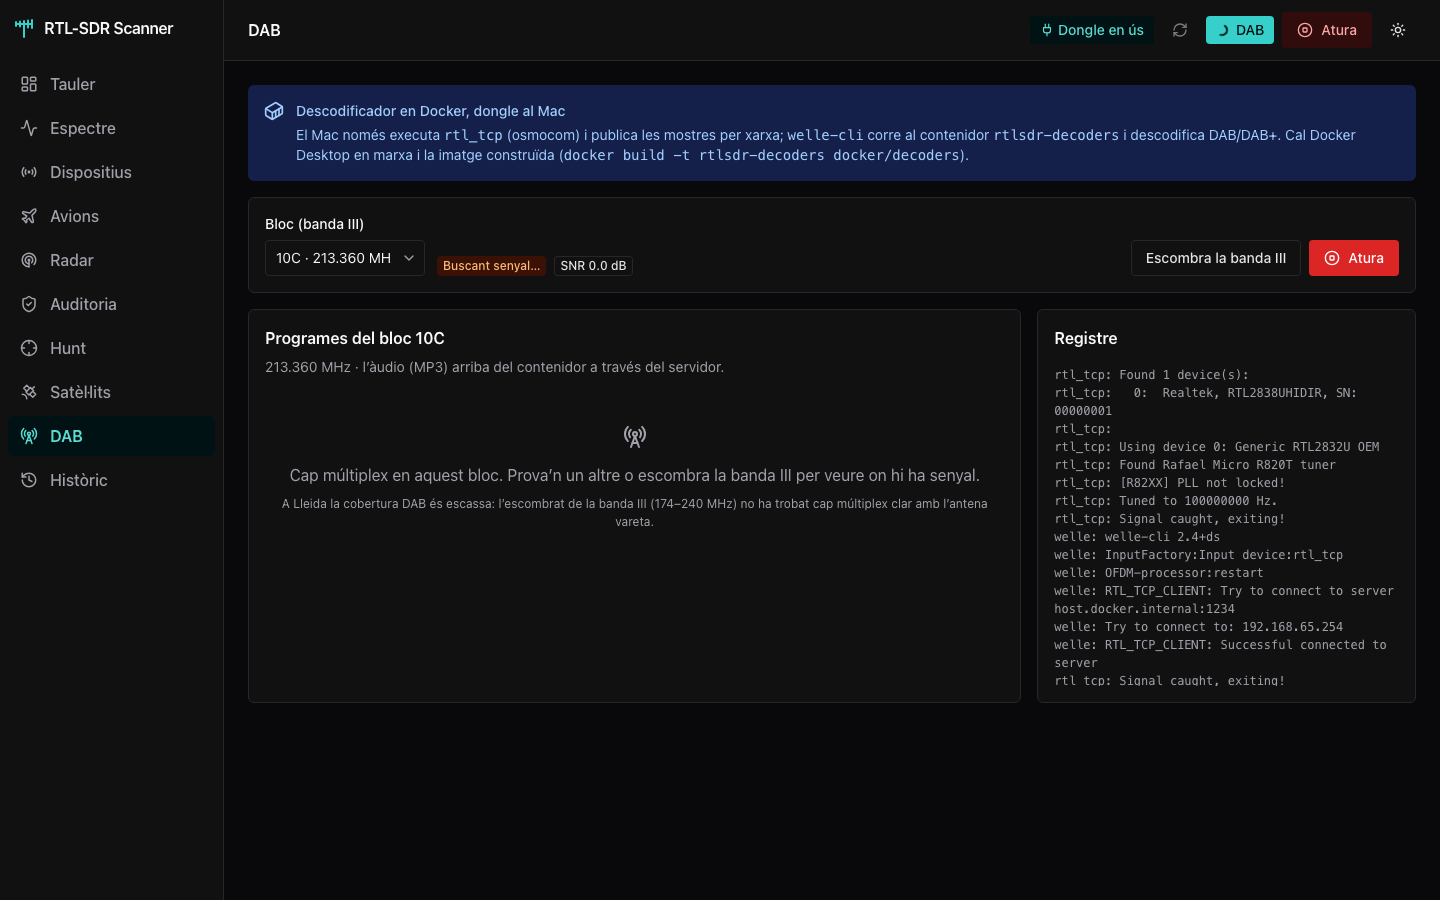 RTL-SDR Scanner
Tauler
Espectre
Dispositius
Avions
Radar
Auditoria
Hunt
Satèl·lits
DAB
Històric
DAB
Dongle en ús
DAB
Atura
Descodificador en Docker, dongle al Mac
El Mac només executa rtl_tcp (osmocom) i publica les mostres per xarxa; welle-cli corre al contenidor rtlsdr-decoders i descodifica DAB/DAB+. Cal Docker
Desktop en marxa i la imatge construïda (docker build -t rtlsdr-decoders docker/decoders).
Bloc (banda III)
10C · 213.360 MH
Buscant senyal…
SNR 0.0 dB
Escombra la banda III
Atura
Programes del bloc 10C
213.360 MHz · l’àudio (MP3) arriba del contenidor a través del servidor.
Cap múltiplex en aquest bloc. Prova’n un altre o escombra la banda III per veure on hi ha senyal.
A Lleida la cobertura DAB és escassa: l’escombrat de la banda III (174–240 MHz) no ha trobat cap múltiplex clar amb l’antena
vareta.
Registre
rtl_tcp: Found 1 device(s):
rtl_tcp:   0:  Realtek, RTL2838UHIDIR, SN:
00000001
rtl_tcp:
rtl_tcp: Using device 0: Generic RTL2832U OEM
rtl_tcp: Found Rafael Micro R820T tuner
rtl_tcp: [R82XX] PLL not locked!
rtl_tcp: Tuned to 100000000 Hz.
rtl_tcp: Signal caught, exiting!
welle: welle-cli 2.4+ds
welle: InputFactory:Input device:rtl_tcp
welle: OFDM-processor:restart
welle: RTL_TCP_CLIENT: Try to connect to server
host.docker.internal:1234
welle: Try to connect to: 192.168.65.254
welle: RTL_TCP_CLIENT: Successful connected to
server
rtl_tcp: Signal caught, exiting!